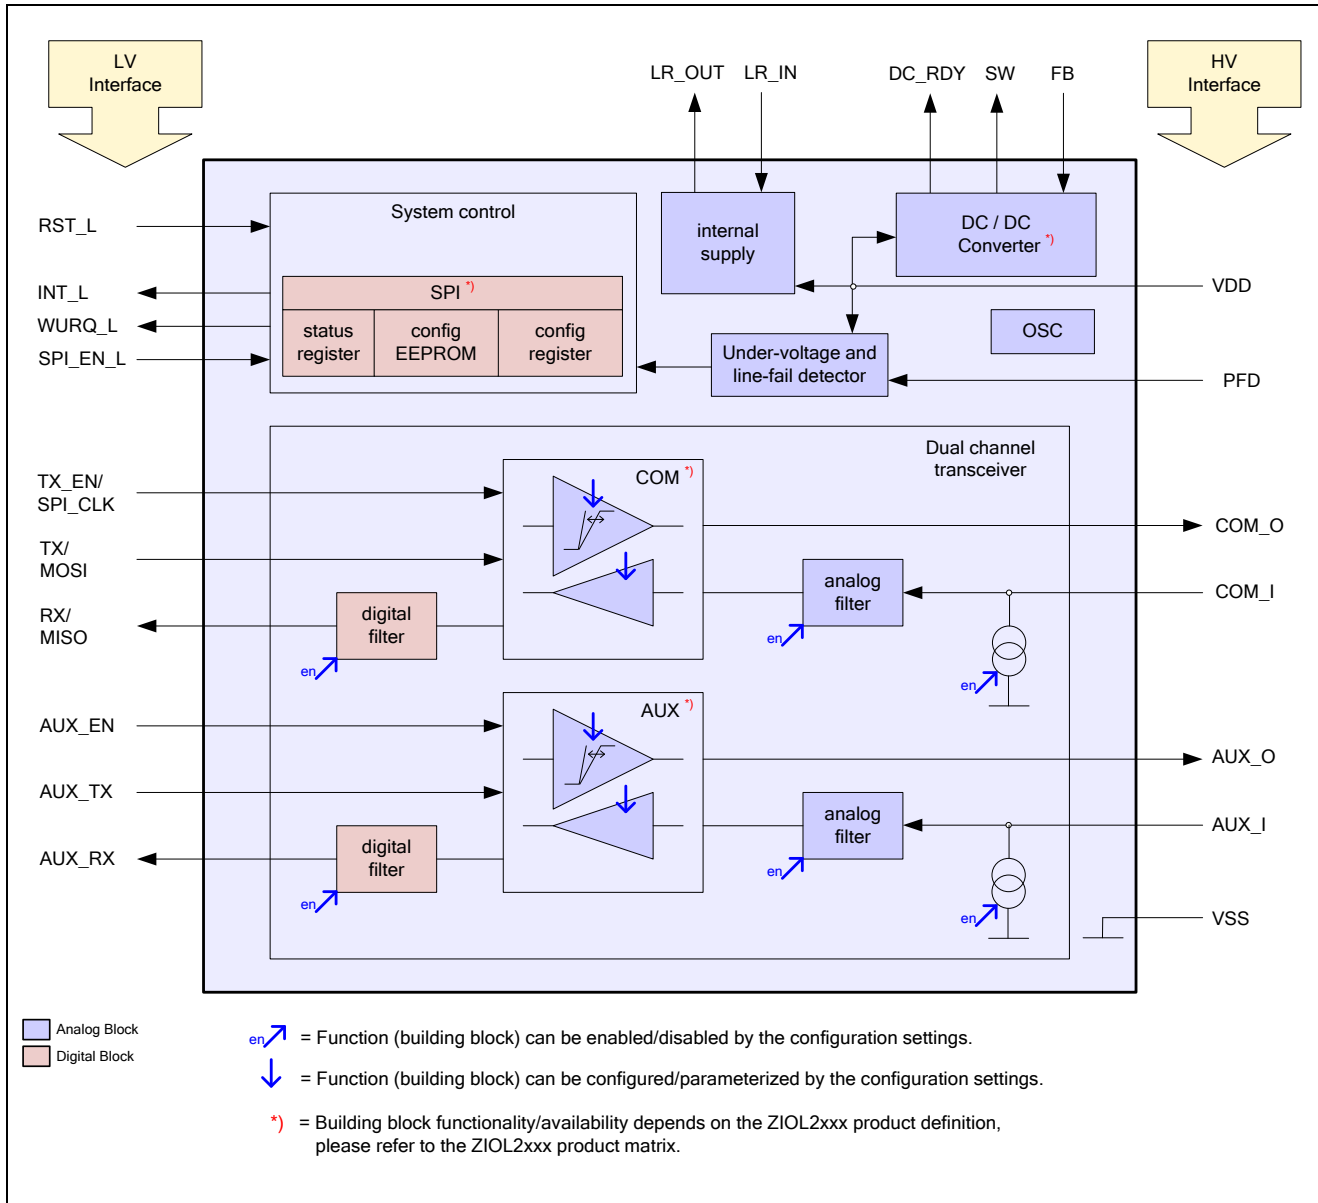 LV
Interface
HV
Interface
LR_OUT
LR_IN
DC_RDY
SW
FB
RST_L
INT_L
WURQ_L
SPI_EN_L
System control
SPI *)
status
register
config
EEPROM
config
register
internal
supply
DC / DC
Converter *)
VDD
OSC
Under-voltage and
line-fail detector
PFD
Dual channel
transceiver
TX_EN/
SPI_CLK
TX/
MOSI
RX/
MISO
COM *)
digital
filter
en
analog
filter
en
en
COM_O
COM_I
AUX_EN
AUX_TX
AUX_RX
AUX *)
digital
filter
en
analog
filter
en
en
AUX_O
AUX_I
VSS
Analog Block
Digital Block
en = Function (building block) can be enabled/disabled by the configuration settings.
= Function (building block) can be configured/parameterized by the configuration settings.
*) = Building block functionality/availability depends on the ZIOL2xxx product definition,
please refer to the ZIOL2xxx product matrix.